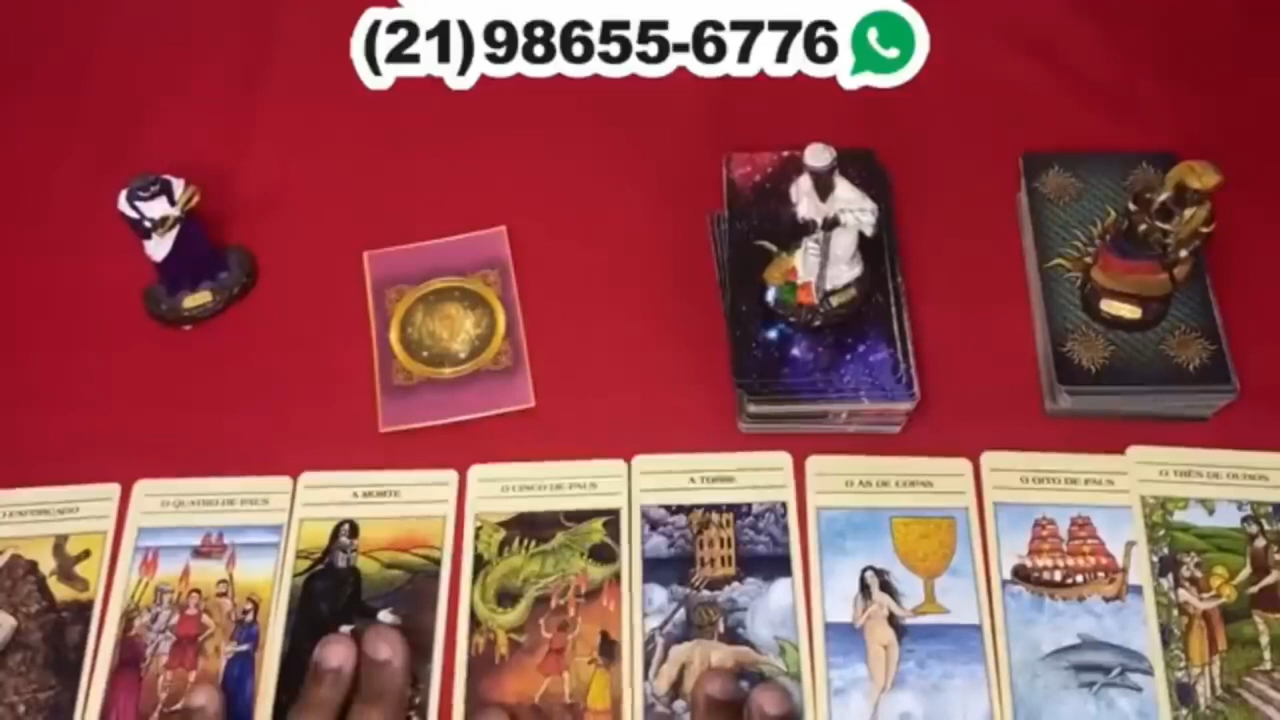 (21) 98655-6776
O ENFORCADO
O QUATRO DE PAUS
A MORTE
O CINCO DE PAUS
A TORRE
O ÁS DE COPAS
O OITO DE PAUS
O TRÊS DE OUROS